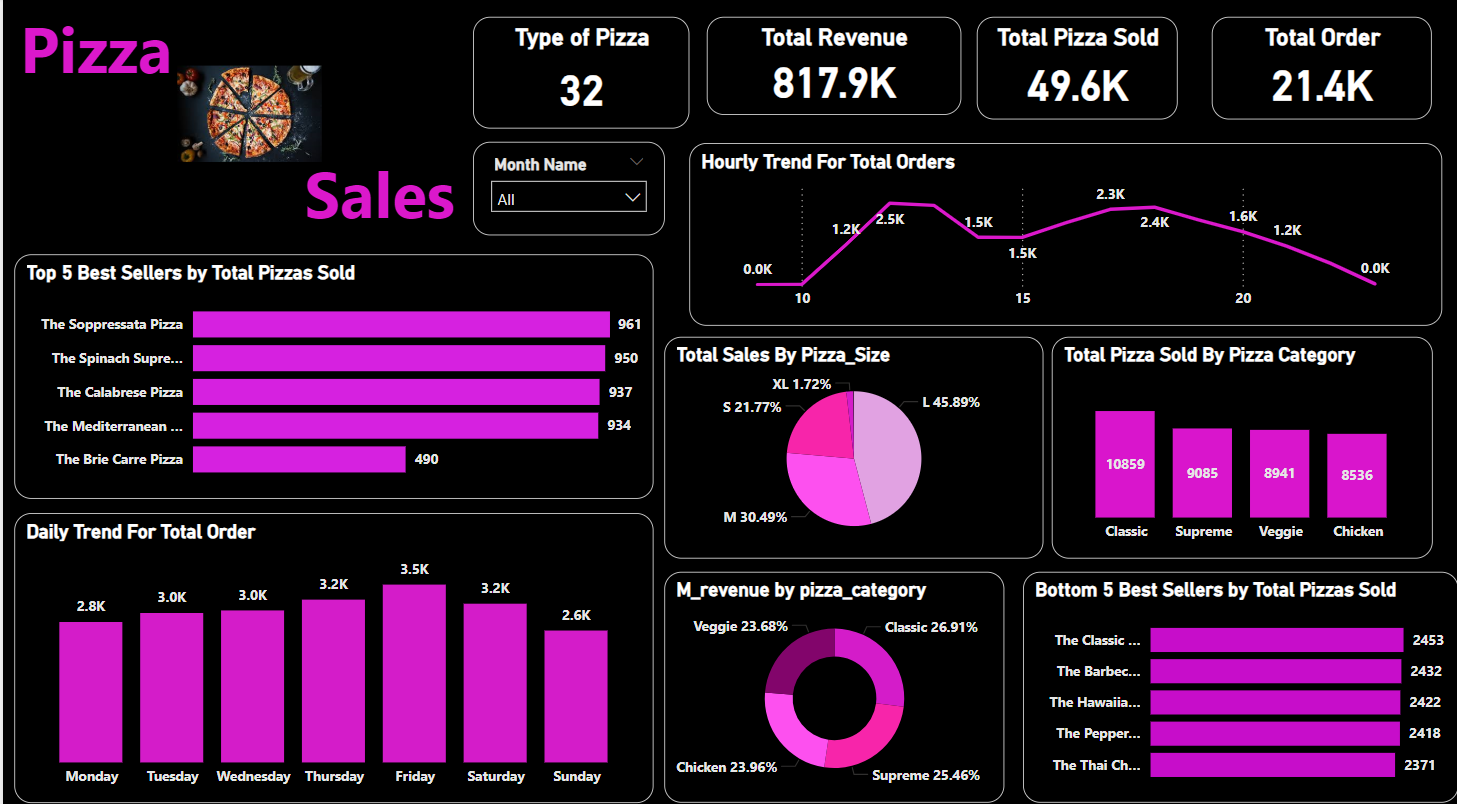 Pizza
Sales
Type of Pizza
32
Total Revenue
817.9K
Total Pizza Sold
49.6K
Total Order
21.4K
Month Name
All
Hourly Trend For Total Orders
0.0K
1.2K
2.5K
1.5K
1.5K
2.3K
2.4K
1.6K
1.2K
0.0K
10
15
20
Top 5 Best Sellers by Total Pizzas Sold
The Soppressata Pizza 961
The Spinach Supre... 950
The Calabrese Pizza 937
The Mediterranean ... 934
The Brie Carre Pizza 490
Total Sales By Pizza_Size
XL 1.72%
S 21.77%
L 45.89%
M 30.49%
Total Pizza Sold By Pizza Category
10859
9085
8941
8536
Classic
Supreme
Veggie
Chicken
Daily Trend For Total Order
2.8K
3.0K
3.0K
3.2K
3.5K
3.2K
2.6K
Monday
Tuesday
Wednesday
Thursday
Friday
Saturday
Sunday
M_revenue by pizza_category
Veggie 23.68%
Classic 26.91%
Chicken 23.96%
Supreme 25.46%
Bottom 5 Best Sellers by Total Pizzas Sold
The Classic ... 2453
The Barbec... 2432
The Hawaiia... 2422
The Pepper... 2418
The Thai Ch... 2371